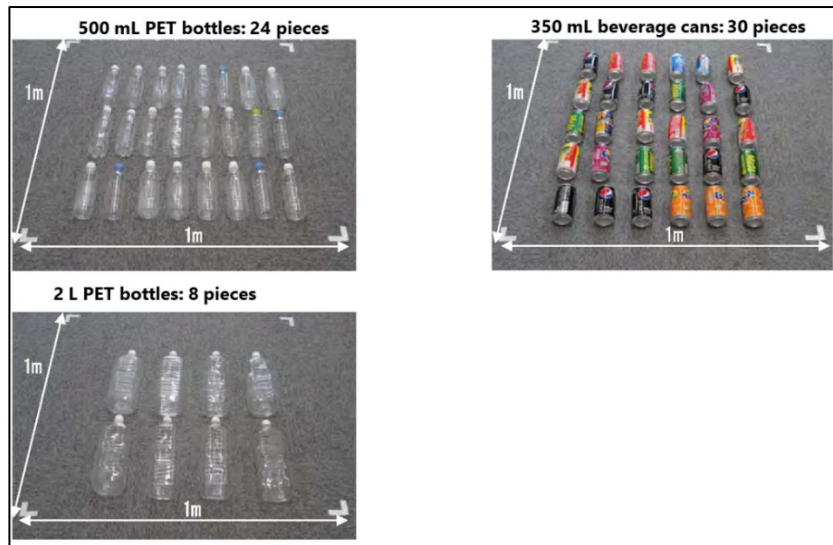 500 mL PET bottles: 24 pieces
1m
1m
350 mL beverage cans: 30 pieces
1m
1m
2 L PET bottles: 8 pieces
1m
1m